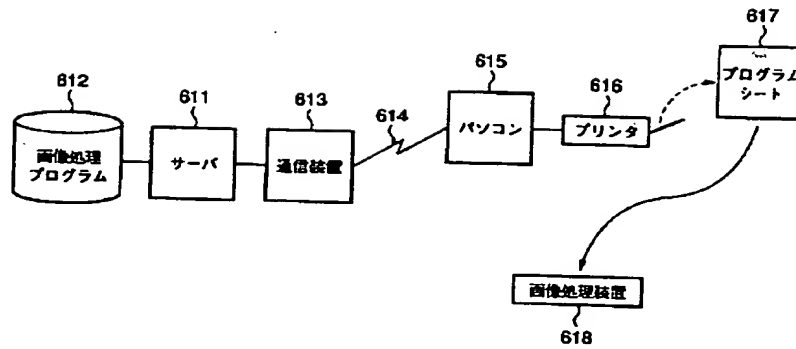 617
612
611
613
614
615
616
プログラム
シート
画像処理
プログラム
サーバ
通信装置
パソコン
プリンタ
画像処理装置
618